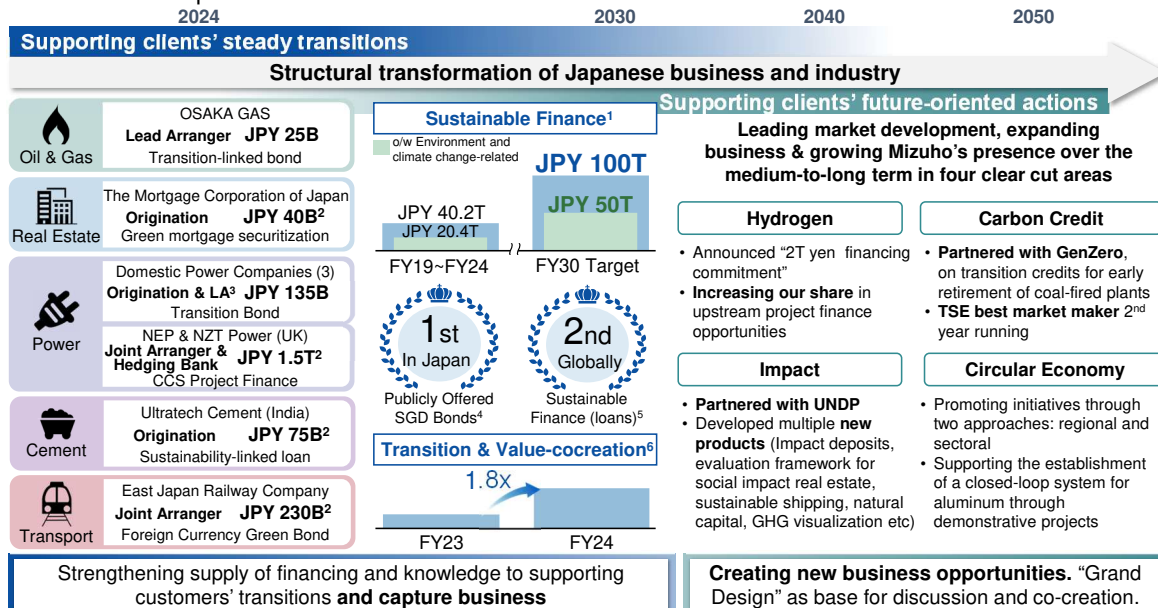 2024
2030
2040
2050
Supporting clients' steady transitions
Structural transformation of Japanese business and industry
Supporting clients' future-oriented actions
Oil & Gas
OSAKA GAS
Lead Arranger JPY 25B
Transition-linked bond
Real Estate
The Mortgage Corporation of Japan
Origination JPY 40B2
Green mortgage securitization
Power
Domestic Power Companies (3)
Origination & LA3 JPY 135B
Transition Bond
NEP & NZT Power (UK)
Joint Arranger &
Hedging Bank JPY 1.5T2
CCS Project Finance
Cement
Ultratech Cement (India)
Origination JPY 75B2
Sustainability-linked loan
Transport
East Japan Railway Company
Joint Arranger JPY 230B2
Foreign Currency Green Bond
Sustainable Finance1
o/w Environment and
climate change-related
JPY 100T
JPY 50T
JPY 40.2T
JPY 20.4T
FY19~FY24
FY30 Target
1st
In Japan
Publicly Offered
SGD Bonds4
2nd
Globally
Sustainable
Finance (loans)5
Transition & Value-cocreation6
1.8x
FY23
FY24
Leading market development, expanding
business & growing Mizuho's presence over the
medium-to-long term in four clear cut areas
Hydrogen
• Announced "2T yen financing
commitment"
• Increasing our share in
upstream project finance
opportunities
Carbon Credit
• Partnered with GenZero,
on transition credits for early
retirement of coal-fired plants
• TSE best market maker 2nd
year running
Impact
• Partnered with UNDP
• Developed multiple new
products (Impact deposits,
evaluation framework for
social impact real estate,
sustainable shipping, natural
capital, GHG visualization etc)
Circular Economy
• Promoting initiatives through
two approaches: regional and
sectoral
• Supporting the establishment
of a closed-loop system for
aluminum through
demonstrative projects
Strengthening supply of financing and knowledge to supporting
customers' transitions and capture business
Creating new business opportunities. "Grand
Design" as base for discussion and co-creation.